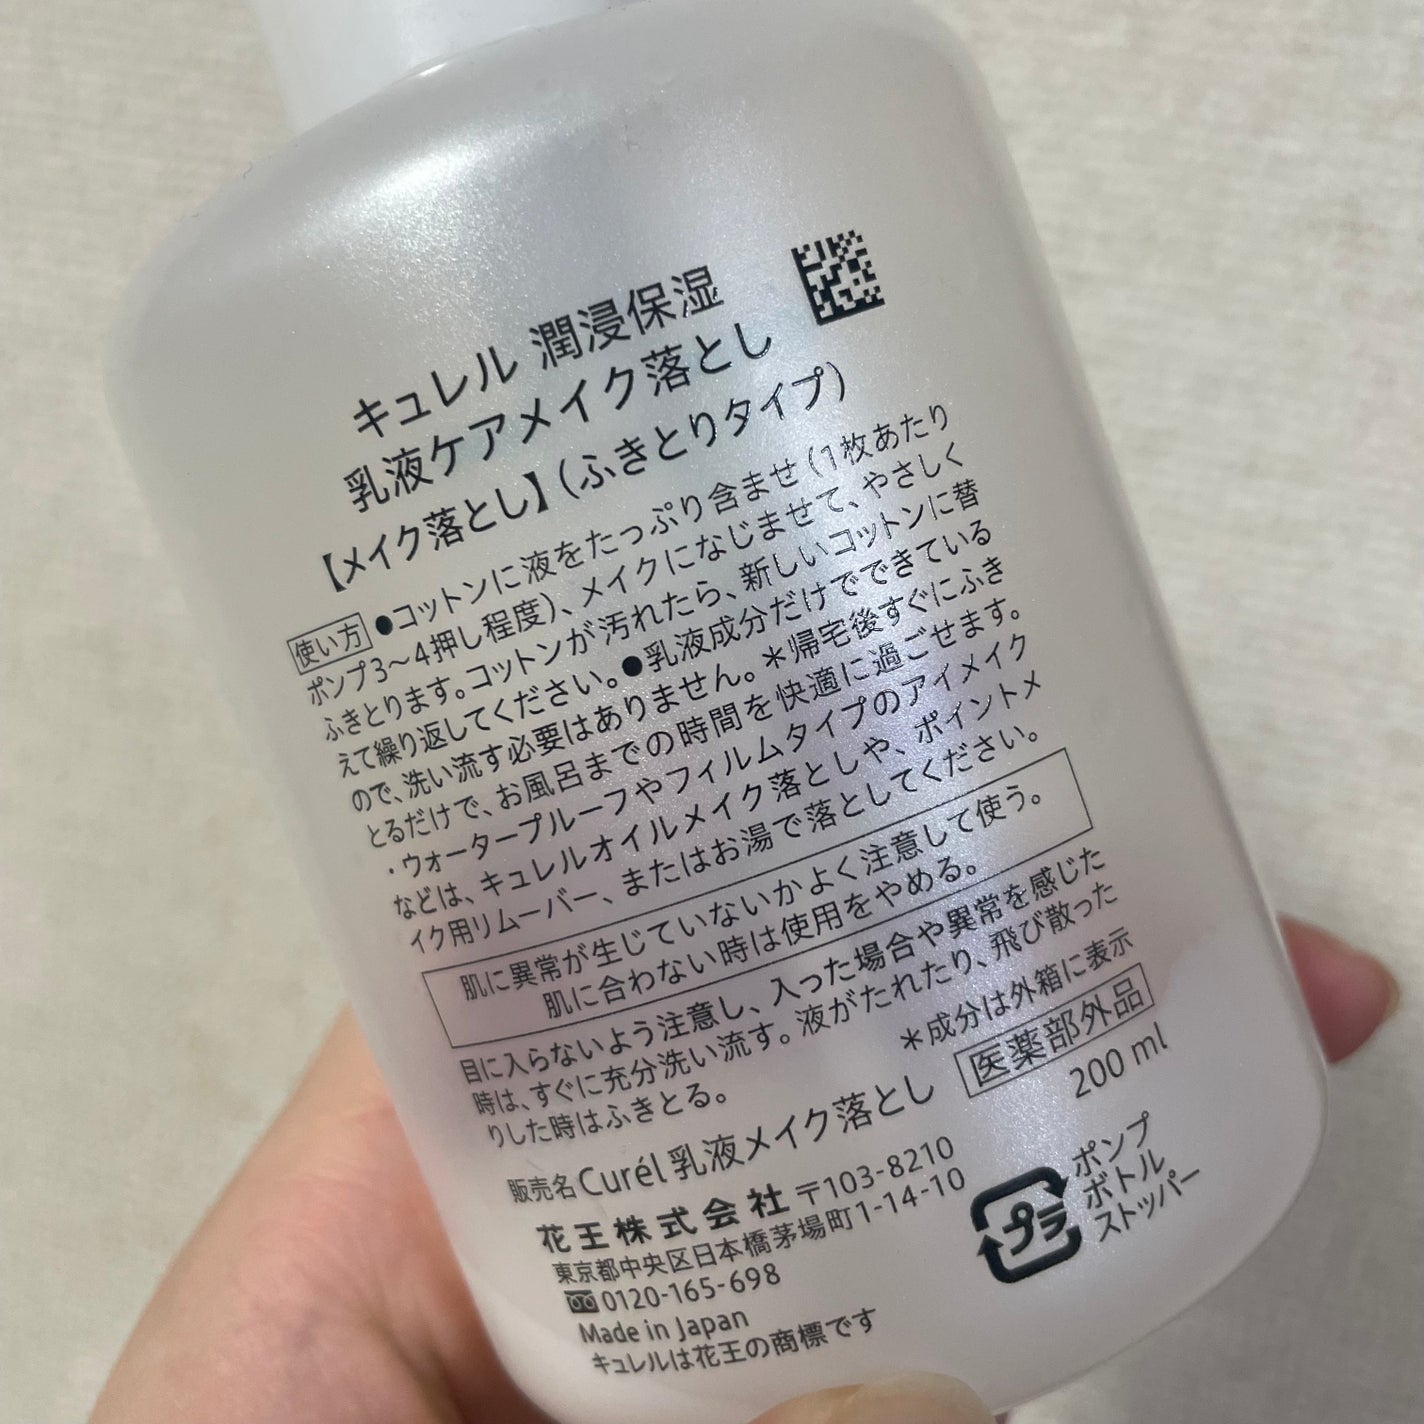 キュレル 潤浸保湿
乳液ケアメイク落とし
【メイク落とし】（ふきとりタイプ）
使い方 ●コットンに液をたっぷり含ませ（1枚あたり
ポンプ3〜4押し程度）、メイクになじませて、やさしく
ふきとります。コットンが汚れたら、新しいコットンに替
えて繰り返してください。●乳液成分だけでできている
ので、洗い流す必要はありません。＊帰宅後すぐにふき
とるだけで、お風呂までの時間を快適に過ごせます。
・ウォータープルーフやフィルムタイプのアイメイク
などは、キュレルオイルメイク落としや、ポイントメ
イク用リムーバー、またはお湯で落としてください。
肌に異常が生じていないかよく注意して使う。
肌に合わない時は使用をやめる。
目に入らないよう注意し、入った場合や異常を感じた
時は、すぐに充分洗い流す。液がたれたり、飛び散った
りした時はふきとる。
＊成分は外箱に表示
医薬部外品
販売名 Curél 乳液メイク落とし
200 ml
花王株式会社 〒103-8210
東京都中央区日本橋茅場町1-14-10
0120-165-698
Made in Japan
キュレルは花王の商標です
プラ
ポンプ
ボトル
ストッパー